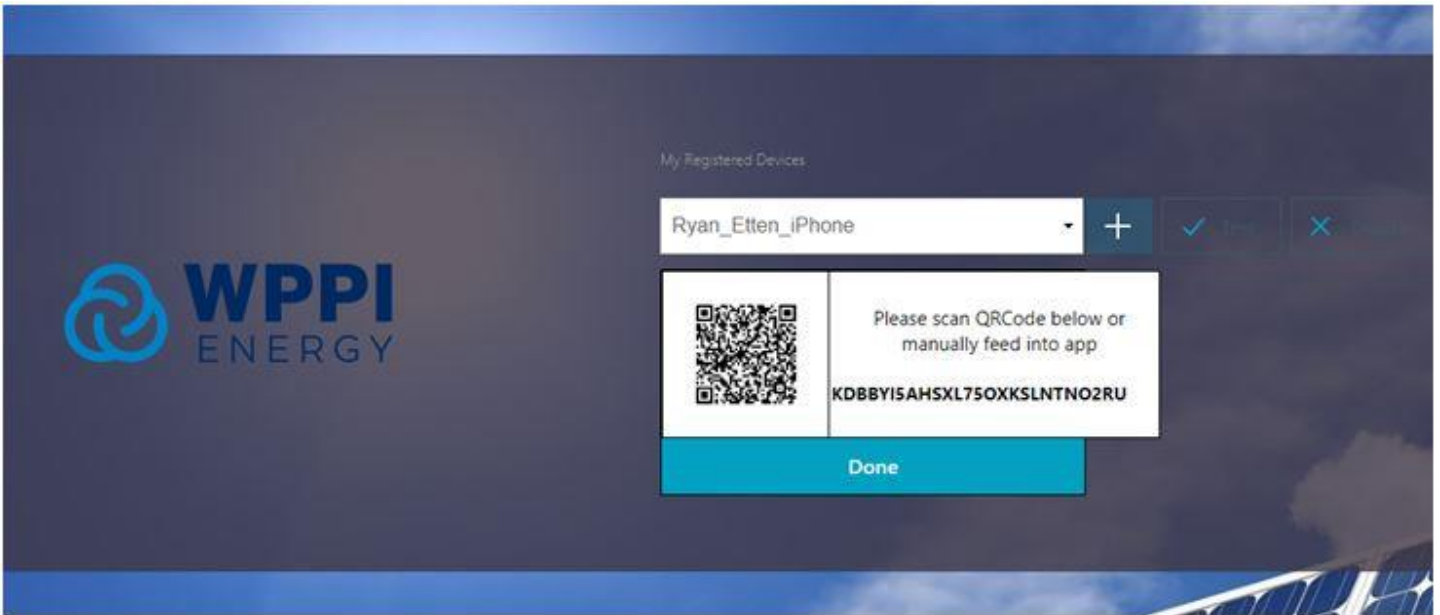 My Registered Devices
Ryan_Etten_iPhone
WPPI
ENERGY
Please scan QRCode below or
manually feed into app
KDBBYI5AHSXL75OXKSLNTNO2RU
Done